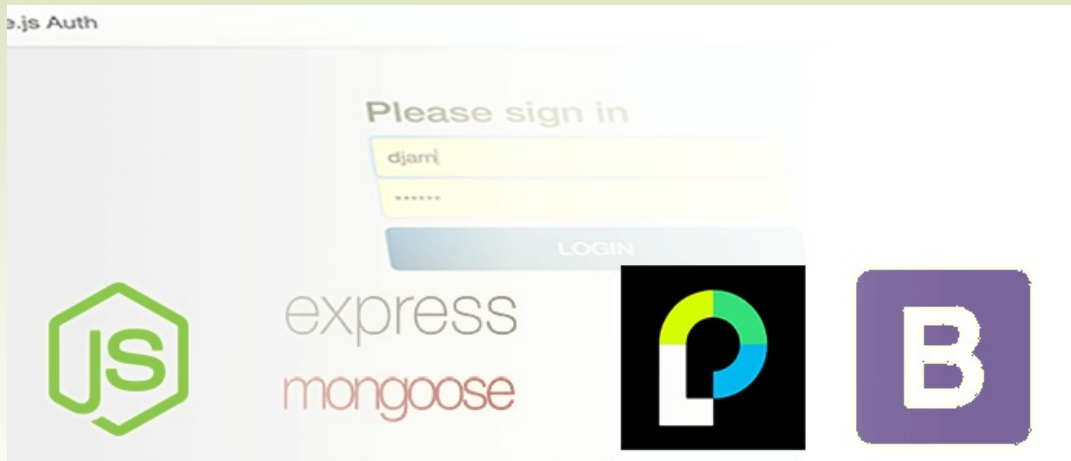 e.js Auth
Please sign in
djam
••••••
LOGIN
express
mongoose
JS
B